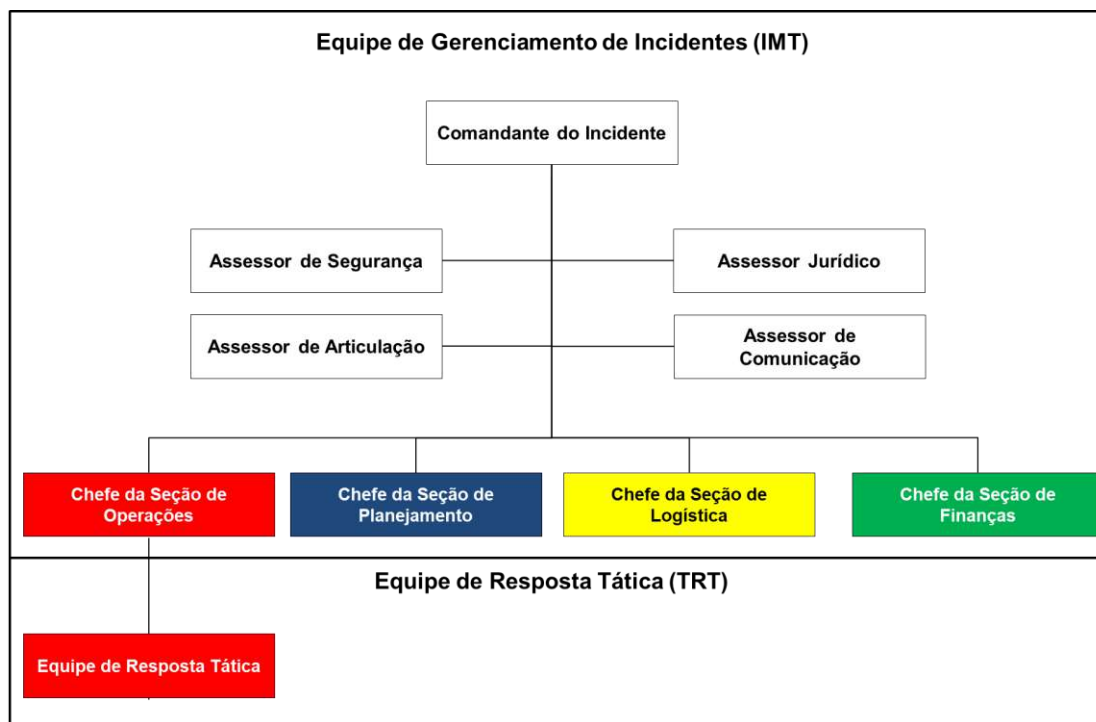 Equipe de Gerenciamento de Incidentes (IMT)
Comandante do Incidente
Assessor de Segurança
Assessor Jurídico
Assessor de Articulação
Assessor de
Comunicação
Chefe da Seção de
Operações
Chefe da Seção de
Planejamento
Chefe da Seção de
Logística
Chefe da Seção de
Finanças
Equipe de Resposta Tática (TRT)
Equipe de Resposta Tática